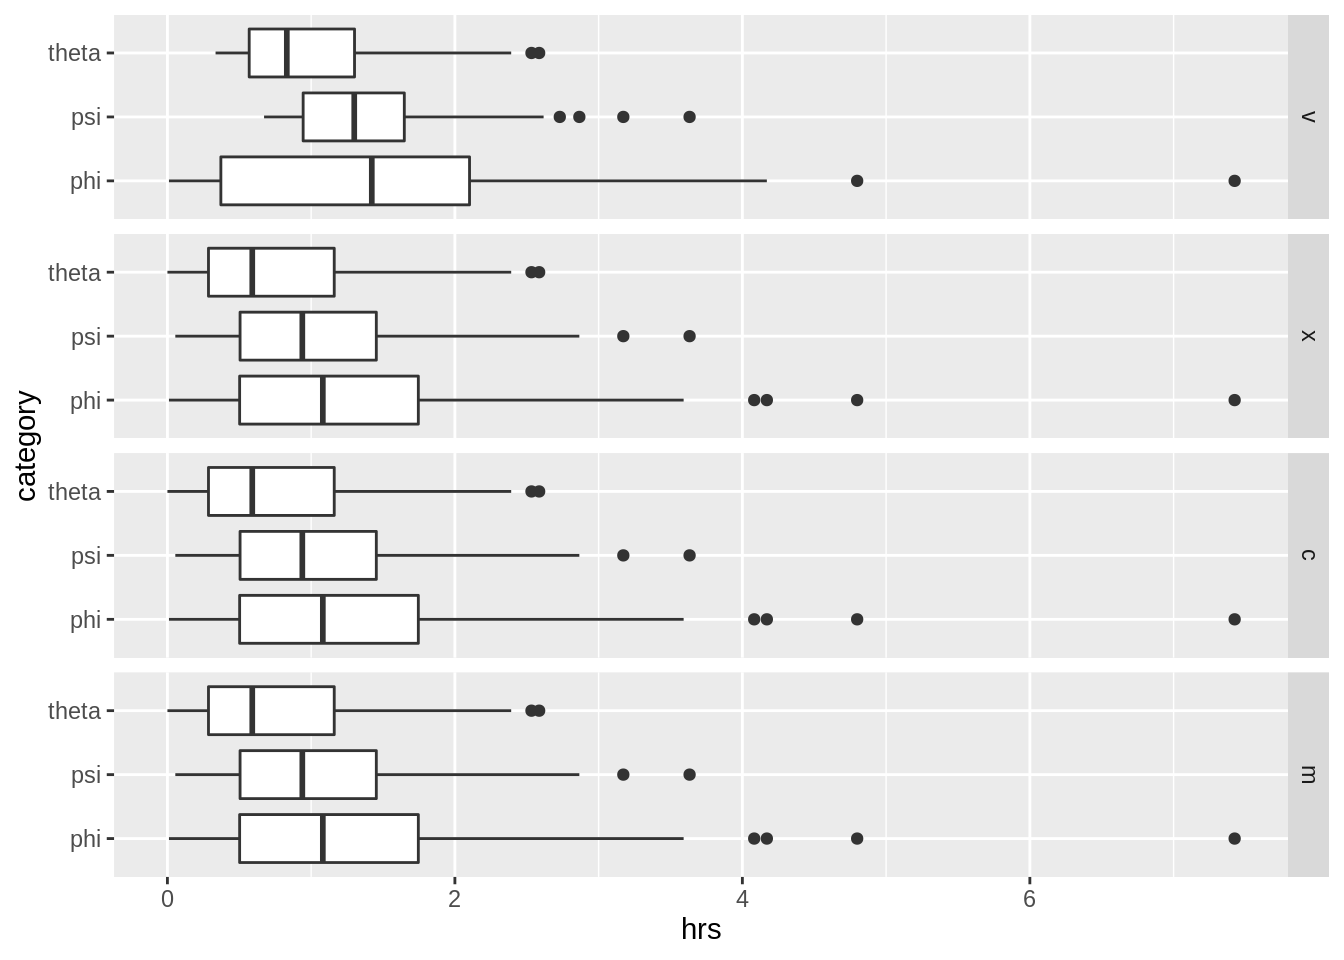 theta
psi
phi
v
theta
psi
phi
x
theta
psi
phi
c
theta
psi
phi
m
category
0 2 4 6
hrs